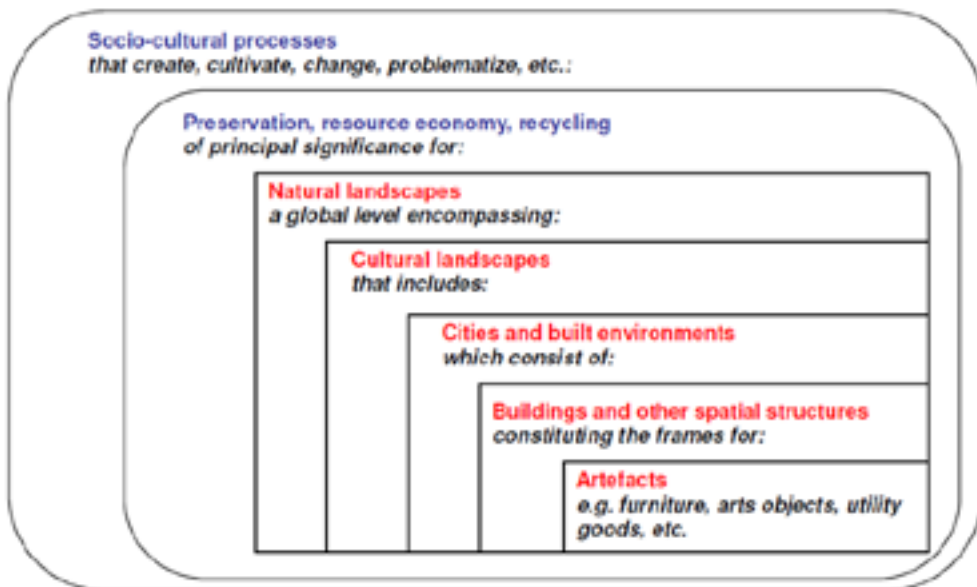 Socio-cultural processes
that create, cultivate, change, problematize, etc.:
Preservation, resource economy, recycling
of principal significance for:
Natural landscapes
a global level encompassing:
Cultural landscapes
that includes:
Cities and built environments
which consist of:
Buildings and other spatial structures
constituting the frames for:
Artefacts
e.g. furniture, arts objects, utility
goods, etc.